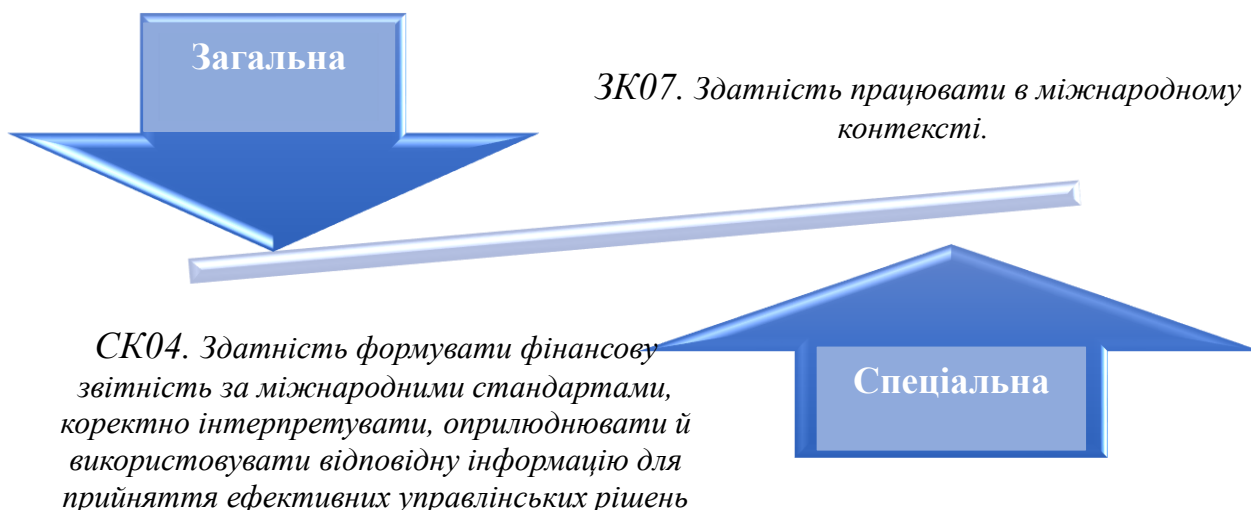 Загальна
ЗК07. Здатність працювати в міжнародному
контексті.
СК04. Здатність формувати фінансову
звітність за міжнародними стандартами,
коректно інтерпретувати, оприлюднювати й
використовувати відповідну інформацію для
прийняття ефективних управлінських рішень
Спеціальна